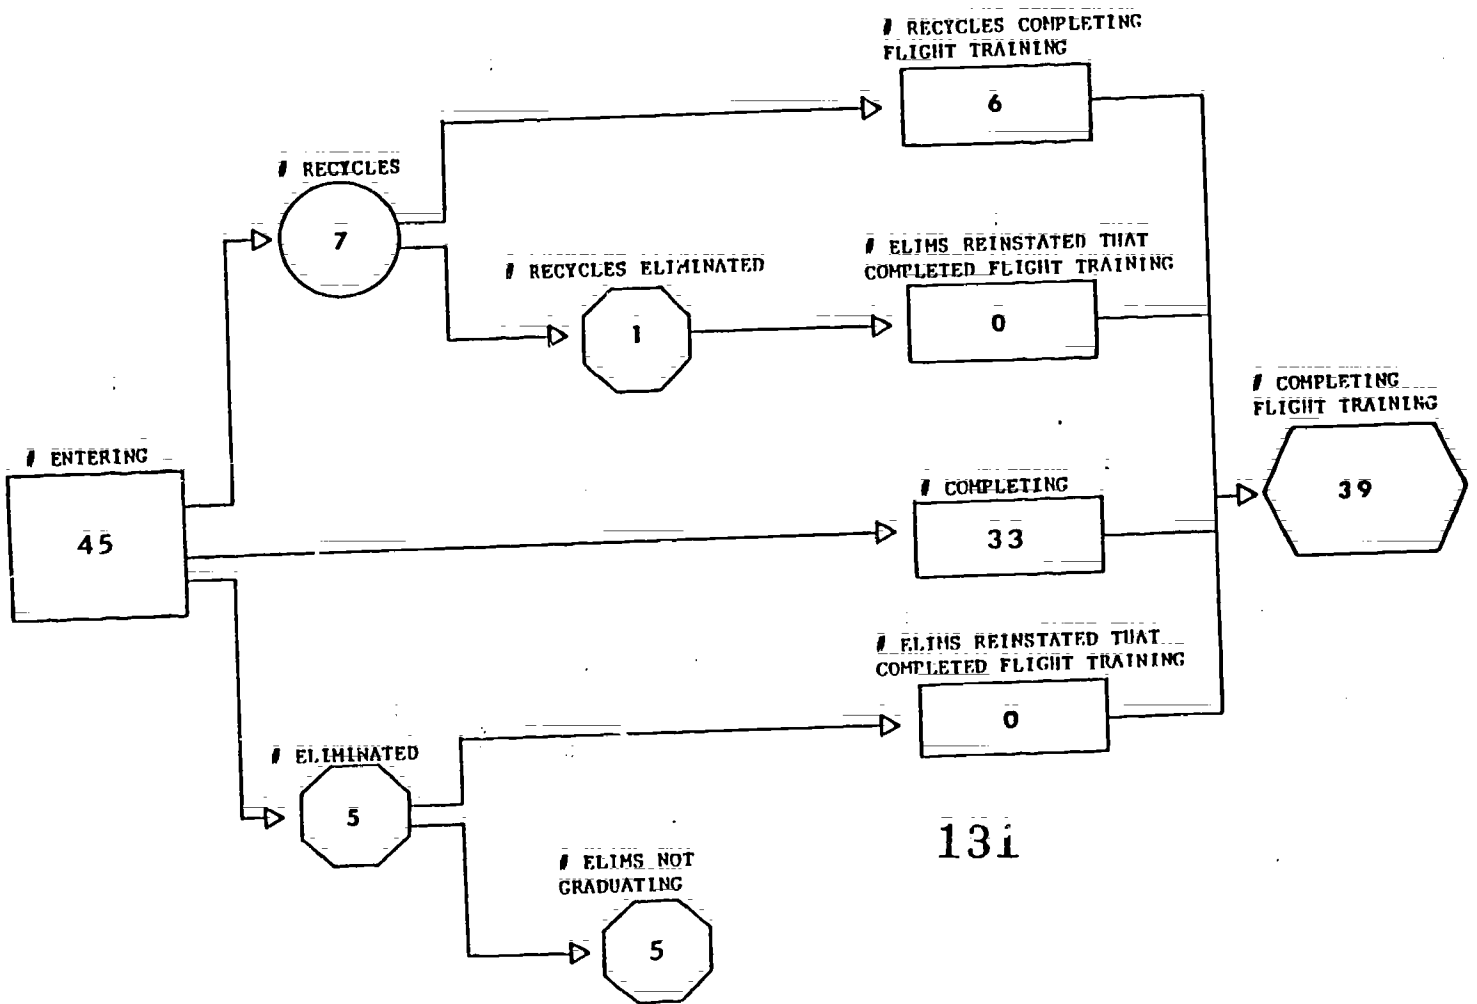 # RECYCLES COMPLETING
FLIGHT TRAINING
6
# RECYCLES
7
# RECYCLES ELIMINATED
1
# ELIMS REINSTATED THAT
COMPLETED FLIGHT TRAINING
0
# COMPLETING
FLIGHT TRAINING
39
# ENTERING
45
# COMPLETING
33
# ELIMS REINSTATED THAT
COMPLETED FLIGHT TRAINING
0
# ELIMINATED
5
131
# ELIMS NOT
GRADUATING
5